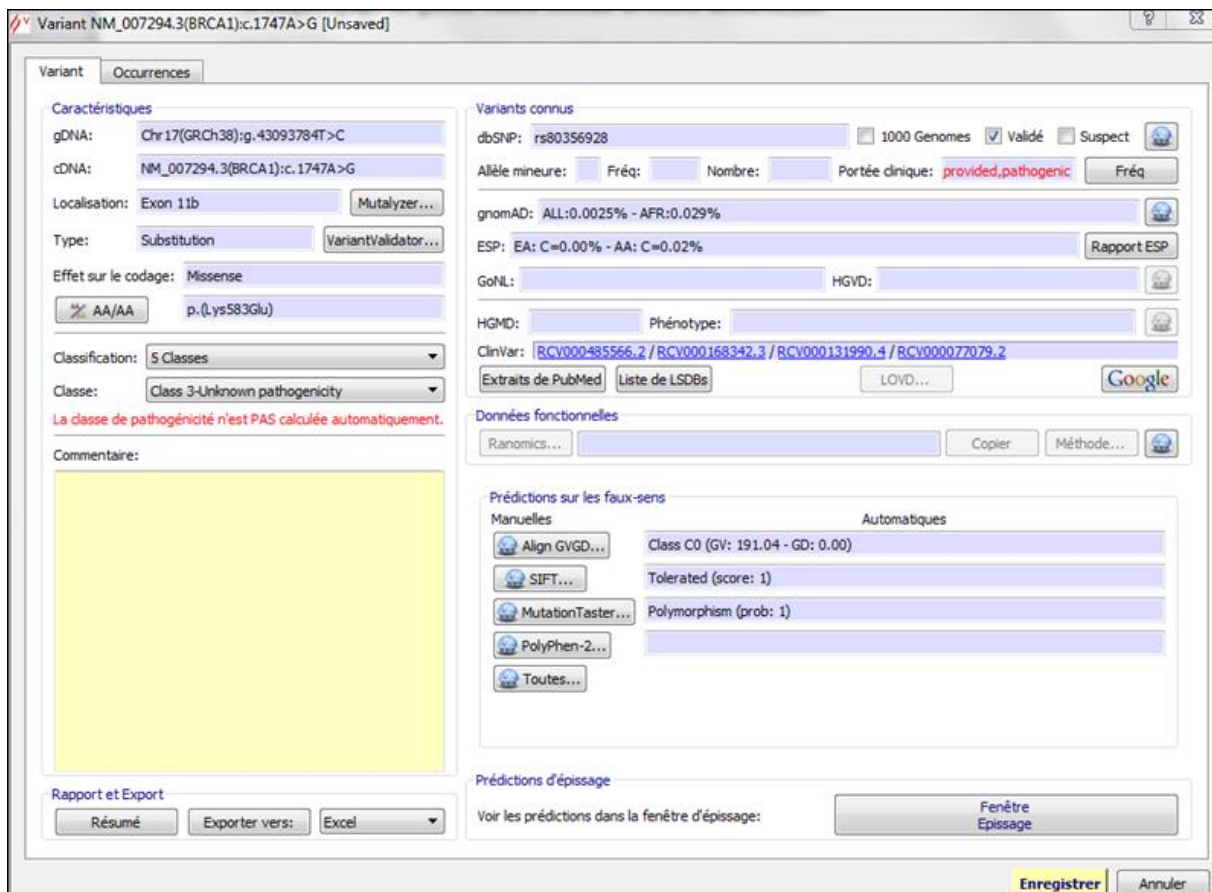 Variant NM_007294.3(BRCA1):c.1747A>G [Unsaved]
Variant
Occurrences
Caractéristiques
gDNA: Chr17(GRCh38):g.43093784T>C
cDNA: NM_007294.3(BRCA1):c.1747A>G
Localisation: Exon 11b Mutalyzer...
Type: Substitution VariantValidator...
Effet sur le codage: Missense
AA/AA p.(Lys583Glu)
Classification: 5 Classes
Classe: Class 3-Unknown pathogenicity
La classe de pathogénicité n'est PAS calculée automatiquement.
Commentaire:
Rapport et Export
Résumé Exporter vers: Excel
Variants connus
dbSNP: rs80356928 1000 Genomes Validé Suspect
Allèle mineure: Fréq: Nombre: Portée clinique: provided,pathogenic Fréq
gnomAD: ALL:0.0025% - AFR:0.029%
ESP: EA: C=0.00% - AA: C=0.02% Rapport ESP
GoNL: HGVD:
HGMD: Phénotype:
ClinVar: RCV000485566.2 / RCV000168342.3 / RCV000131990.4 / RCV000077079.2
Extraits de PubMed Liste de LSDBs LOVD... Google
Données fonctionnelles
Ranomics... Copier Méthode...
Prédictions sur les faux-sens
Manuelles Automatiques
Align GVGD... Class C0 (GV: 191.04 - GD: 0.00)
SIFT... Tolerated (score: 1)
MutationTaster... Polymorphism (prob: 1)
PolyPhen-2...
Toutes...
Prédictions d'épissage
Voir les prédictions dans la fenêtre d'épissage: Fenêtre
Epissage
Enregistrer Annuler